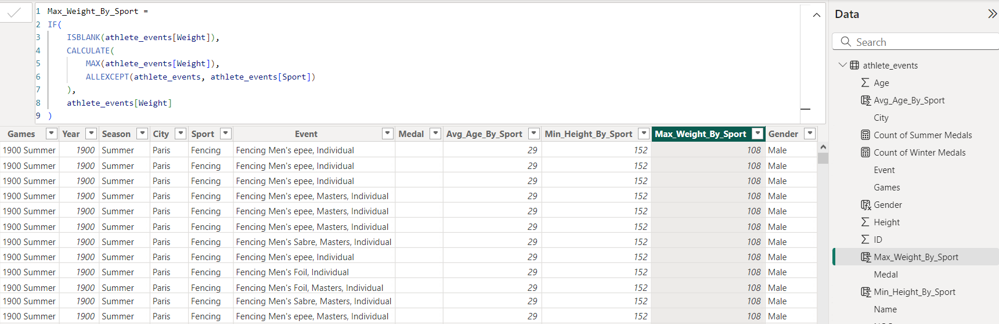 1 Max_Weight_By_Sport =
2 IF(
3 ISBLANK(athlete_events[Weight]),
4 CALCULATE(
5 MAX(athlete_events[Weight]),
6 ALLEXCEPT(athlete_events, athlete_events[Sport])
7 ),
8 athlete_events[Weight]
9 )
Games Year Season City Sport Event Medal Avg_Age_By_Sport Min_Height_By_Sport Max_Weight_By_Sport Gender
1900 Summer 1900 Summer Paris Fencing Fencing Men's epee, Individual 29 152 108 Male
1900 Summer 1900 Summer Paris Fencing Fencing Men's epee, Individual 29 152 108 Male
1900 Summer 1900 Summer Paris Fencing Fencing Men's epee, Individual 29 152 108 Male
1900 Summer 1900 Summer Paris Fencing Fencing Men's epee, Masters, Individual 29 152 108 Male
1900 Summer 1900 Summer Paris Fencing Fencing Men's epee, Masters, Individual 29 152 108 Male
1900 Summer 1900 Summer Paris Fencing Fencing Men's epee, Masters, Individual 29 152 108 Male
1900 Summer 1900 Summer Paris Fencing Fencing Men's Sabre, Masters, Individual 29 152 108 Male
1900 Summer 1900 Summer Paris Fencing Fencing Men's epee, Individual 29 152 108 Male
1900 Summer 1900 Summer Paris Fencing Fencing Men's Foil, Individual 29 152 108 Male
1900 Summer 1900 Summer Paris Fencing Fencing Men's Foil, Masters, Individual 29 152 108 Male
1900 Summer 1900 Summer Paris Fencing Fencing Men's Sabre, Masters, Individual 29 152 108 Male
1900 Summer 1900 Summer Paris Fencing Fencing Men's epee, Masters, Individual 29 152 108 Male
Data
Search
athlete_events
Age
Avg_Age_By_Sport
City
Count of Summer Medals
Count of Winter Medals
Event
Games
Gender
Height
ID
Max_Weight_By_Sport
Medal
Min_Height_By_Sport
Name